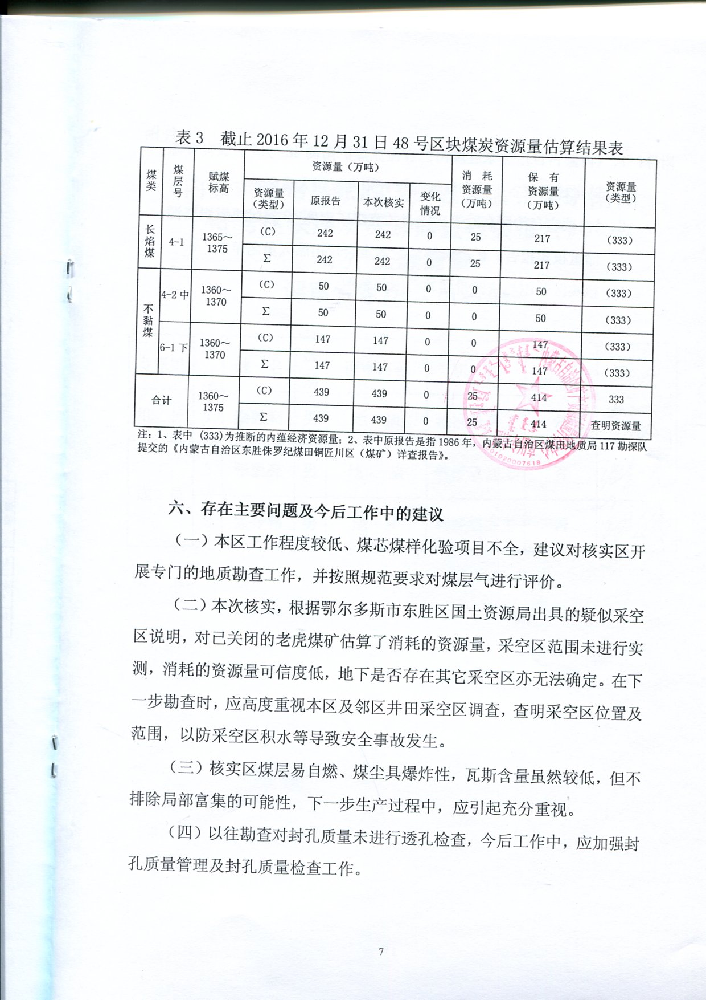 表3　截止2016年12月31日48号区块煤炭资源量估算结果表
煤类 煤层号 赋煤标高 资源量（万吨） 消　耗资源量（万吨） 保　有资源量（万吨） 资源量（类型）
资源量（类型） 原报告 本次核实 变化情况
长焰煤 4-1 1365～1375 （C） 242 242 0 25 217 （333）
Σ 242 242 0 25 217 （333）
不黏煤 4-2中 1360～1370 （C） 50 50 0 0 50 （333）
Σ 50 50 0 0 50 （333）
6-1下 1360～1370 （C） 147 147 0 0 147 （333）
Σ 147 147 0 0 147 （333）
合计 1360～1375 （C） 439 439 0 25 414 333
Σ 439 439 0 25 414 查明资源量
注：1、表中 (333)为推断的内蕴经济资源量；2、表中原报告是指1986年，内蒙古自治区煤田地质局117勘探队
提交的《内蒙古自治区东胜侏罗纪煤田铜匠川区（煤矿）详查报告》。
六、存在主要问题及今后工作中的建议
（一）本区工作程度较低、煤芯煤样化验项目不全，建议对核实区开
展专门的地质勘查工作，并按照规范要求对煤层气进行评价。
（二）本次核实，根据鄂尔多斯市东胜区国土资源局出具的疑似采空
区说明，对已关闭的老虎煤矿估算了消耗的资源量，采空区范围未进行实
测，消耗的资源量可信度低，地下是否存在其它采空区亦无法确定。在下
一步勘查时，应高度重视本区及邻区井田采空区调查，查明采空区位置及
范围，以防采空区积水等导致安全事故发生。
（三）核实区煤层易自燃、煤尘具爆炸性，瓦斯含量虽然较低，但不
排除局部富集的可能性，下一步生产过程中，应引起充分重视。
（四）以往勘查对封孔质量未进行透孔检查，今后工作中，应加强封
孔质量管理及封孔质量检查工作。
7